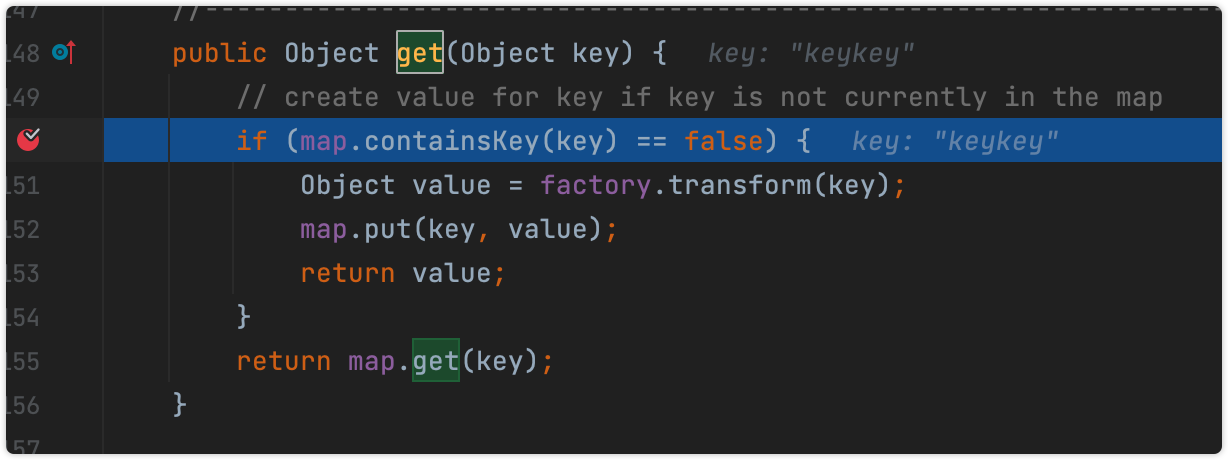 147 //----------------------------------------------------------------
148 public Object get(Object key) { key: "keykey"
149 // create value for key if key is not currently in the map
if (map.containsKey(key) == false) { key: "keykey"
151 Object value = factory.transform(key);
152 map.put(key, value);
153 return value;
154 }
155 return map.get(key);
156 }
157